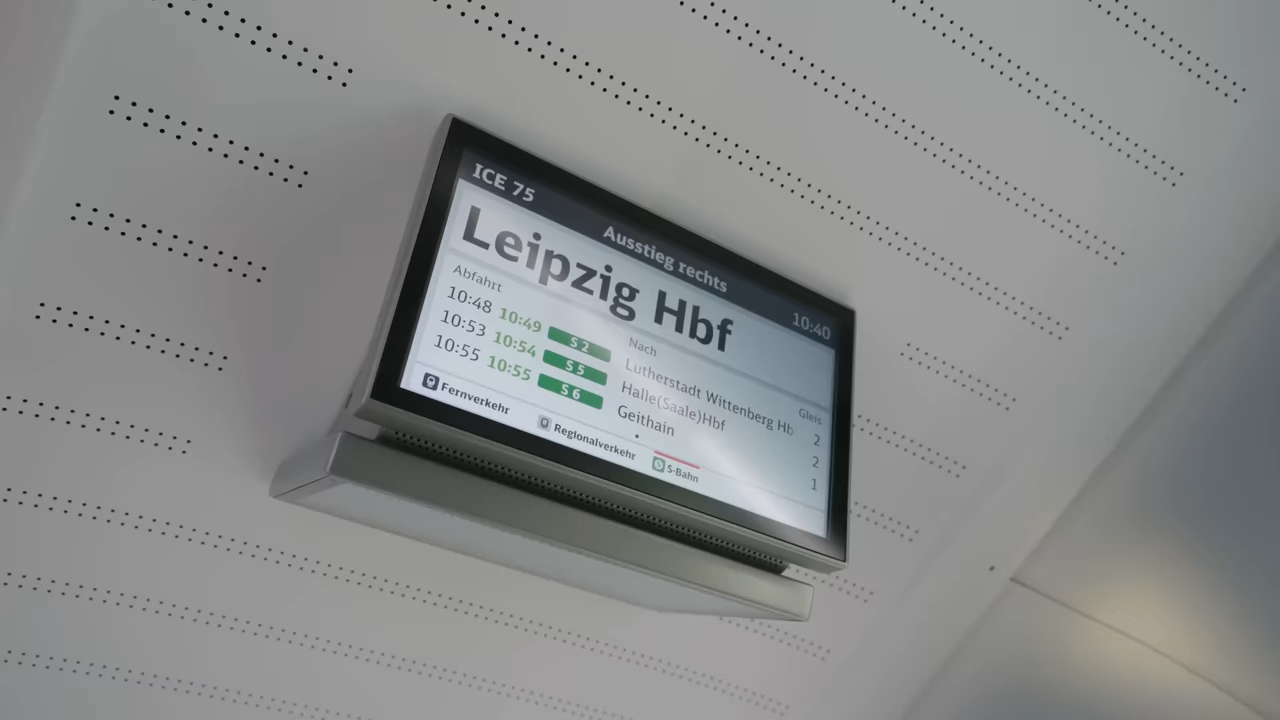 ICE 75
Ausstieg rechts
10:40
Leipzig Hbf
Abfahrt Nach Gleis
10:48 10:49 S 2 Lutherstadt Wittenberg Hb 2
10:53 10:54 S 5 Halle(Saale)Hbf 2
10:55 10:55 S 6 Geithain 1
Fernverkehr Regionalverkehr S-Bahn